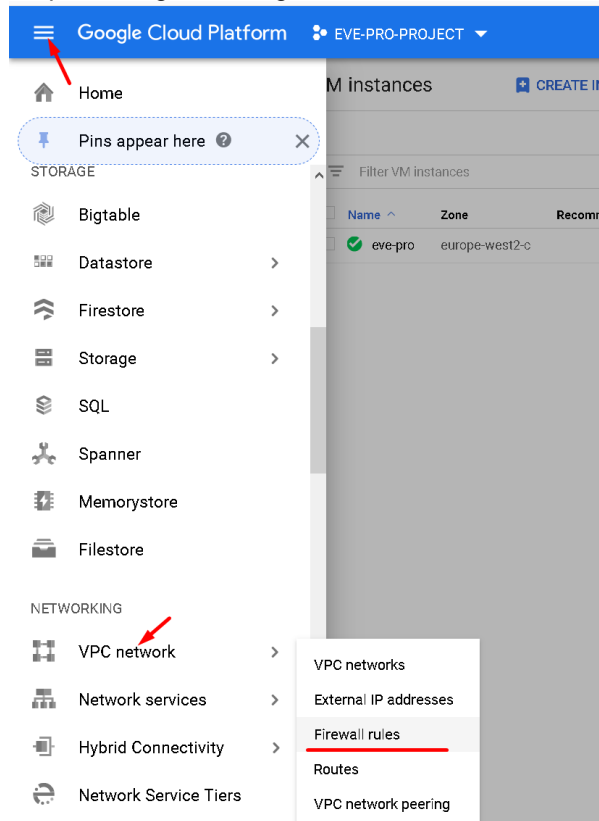 Google Cloud Platform EVE-PRO-PROJECT
Home
Pins appear here
STORAGE
Bigtable
Datastore
Firestore
Storage
SQL
Spanner
Memorystore
Filestore
NETWORKING
VPC network
Network services
Hybrid Connectivity
Network Service Tiers
M instances CREATE IN
Filter VM instances
Name Zone Recomm
eve-pro europe-west2-c
VPC networks
External IP addresses
Firewall rules
Routes
VPC network peering